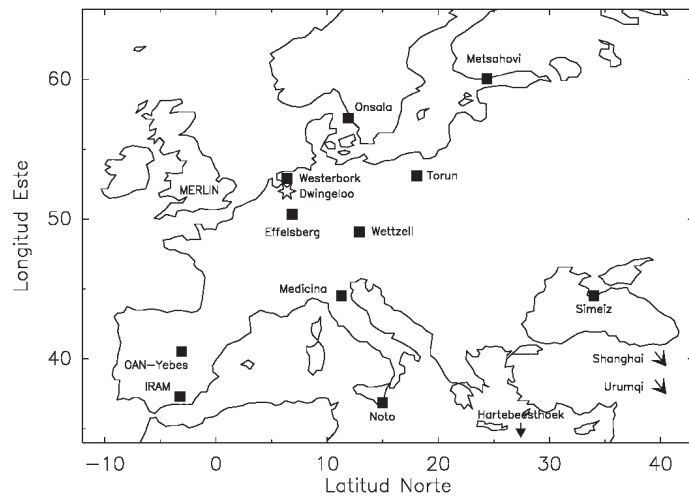 60
50
40
Longitud Este
Metsahovi
Onsala
MERLIN
Westerbork
Dwingeloo
Torun
Effelsberg
Wettzell
Medicina
Simeiz
OAN-Yebes
IRAM
Shanghai
Urumqi
Noto
Hartebeesthoek
-10 0 10 20 30 40
Latitud Norte